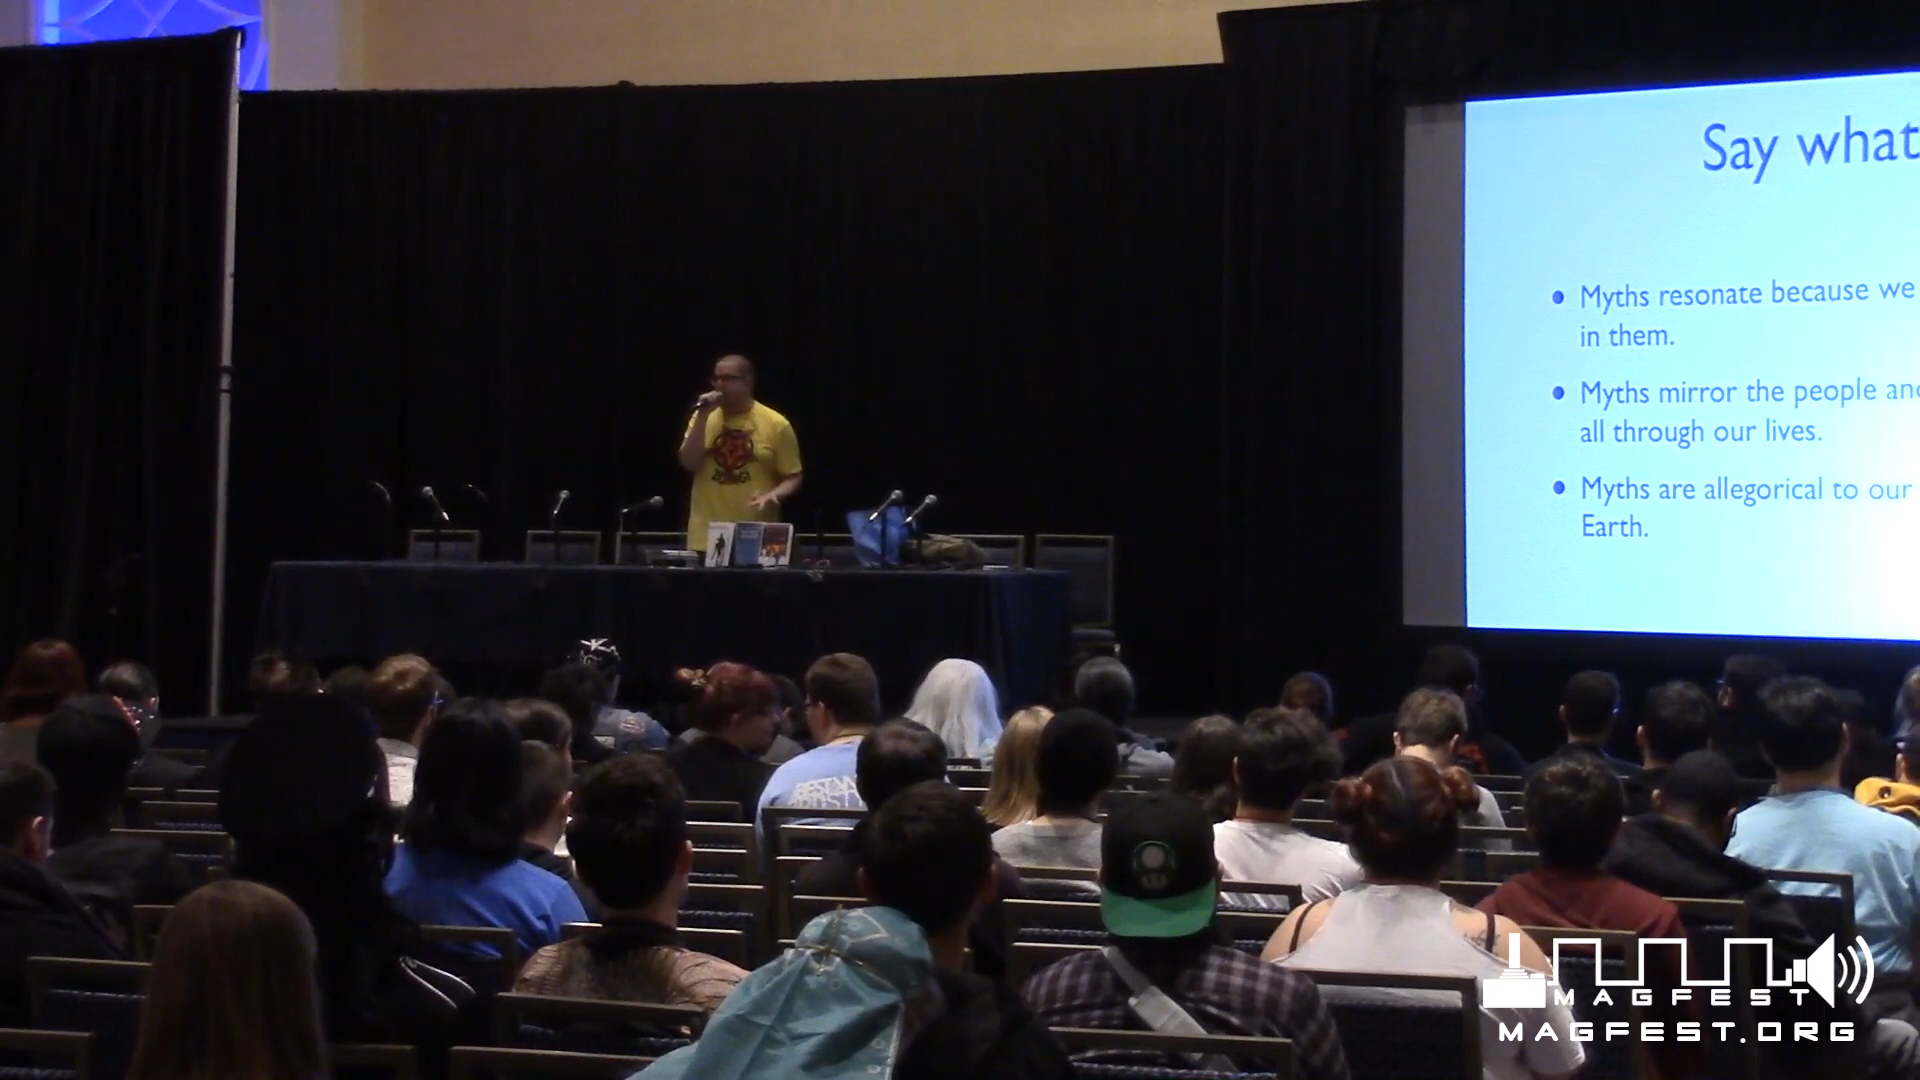 Say what
Myths resonate because we
in them.
Myths mirror the people and
all through our lives.
Myths are allegorical to our
Earth.
MAGFEST
MAGFEST.ORG